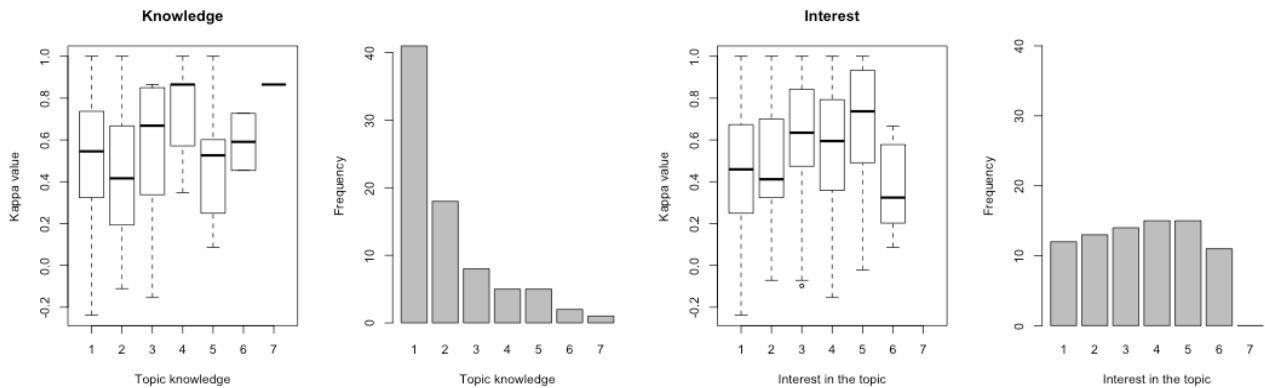 Knowledge
Kappa value
-0.2 0.0 0.2 0.4 0.6 0.8 1.0
1 2 3 4 5 6 7
Topic knowledge
Frequency
0 10 20 30 40
1 2 3 4 5 6 7
Topic knowledge
Interest
Kappa value
-0.2 0.0 0.2 0.4 0.6 0.8 1.0
1 2 3 4 5 6 7
Interest in the topic
Frequency
0 10 20 30 40
1 2 3 4 5 6 7
Interest in the topic